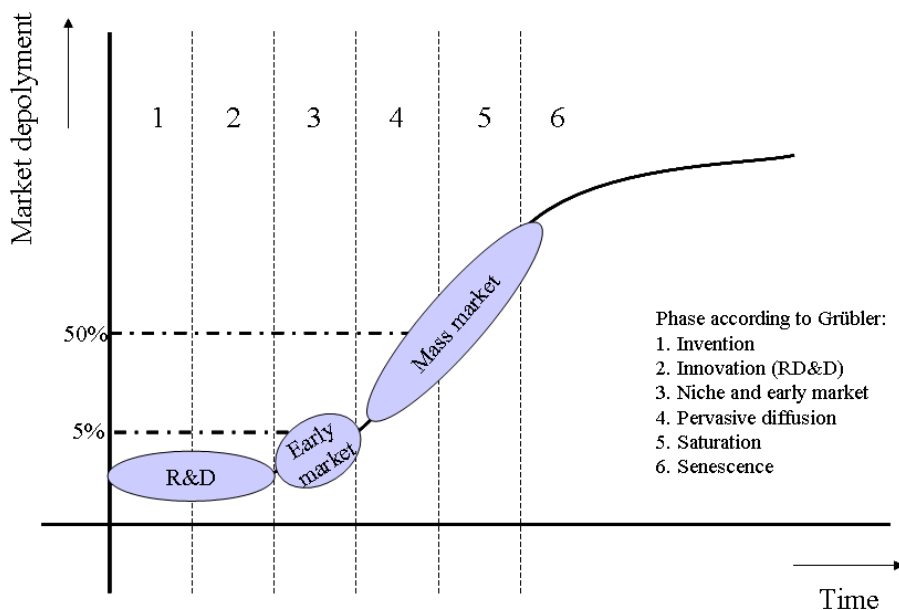 Market depolyment
1 2 3 4 5 6
50%
5%
R&D
Early
market
Mass market
Phase according to Grübler:
1. Invention
2. Innovation (RD&D)
3. Niche and early market
4. Pervasive diffusion
5. Saturation
6. Senescence
Time